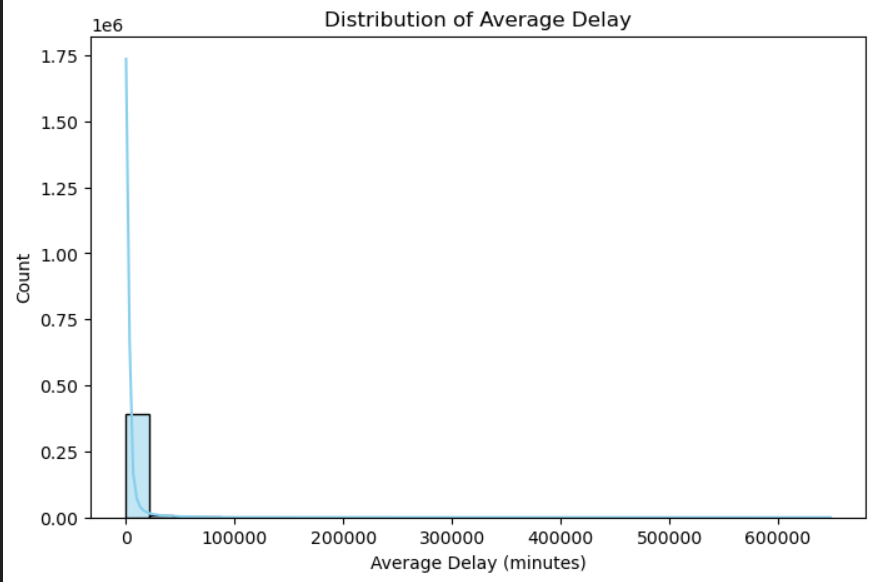 Distribution of Average Delay
1e6
1.75
1.50
1.25
1.00
0.75
0.50
0.25
0.00
Count
0 100000 200000 300000 400000 500000 600000
Average Delay (minutes)